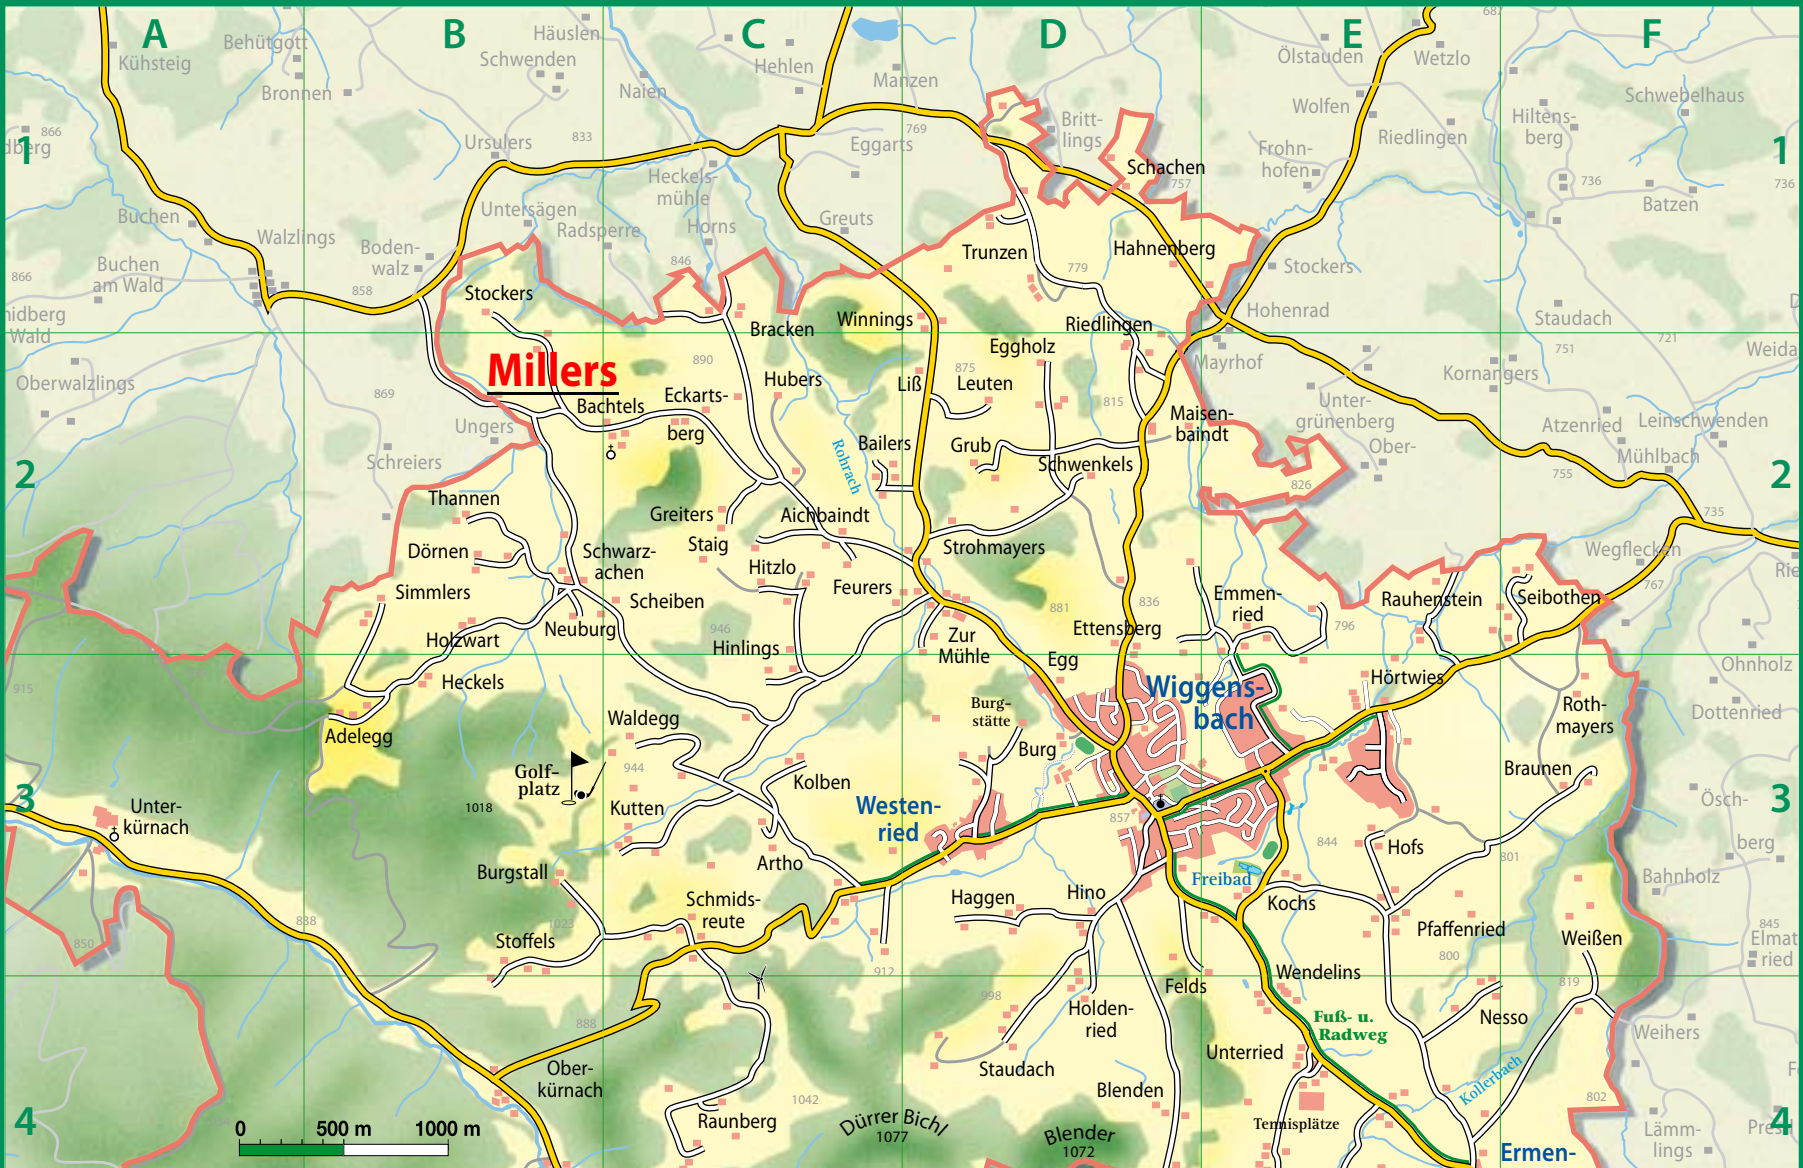 A
B
C
D
E
F
1
1
2
2
3
3
4
4
Kühsteig
Behütgott
Bronnen
Häuslen
Schwenden
Naien
Hehlen
Manzen
Ölstauden
Wetzlo
687
Wolfen
Riedlingen
Schwebelhaus
Hiltens-
berg
866
dberg
Ursulers
833
769
Eggarts
Britt-
lings
Schachen
757
Frohn-
hofen
736
736
Batzen
Heckels-
mühle
Untersägen
Radsperre
Horns
Greuts
Buchen
Walzlings
Boden-
walz
846
Trunzen
Hahnenberg
779
Stockers
Buchen
am Wald
866
858
Stockers
Hohenrad
Staudach
nidberg
Wald
Bracken
Winnings
Riedlingen
Eggholz
Mayrhof
751
721
Weida
Millers
890
Hubers
875
Liß
Leuten
Kornangers
Oberwalzlings
869
Bachtels
Eckarts-
berg
815
Maisen-
baindt
Unter-
grünenberg
Ober-
Atzenried
Leinschwenden
Mühlbach
Ungers
Rohrach
Bailers
Grub
Schwenkels
Schreiers
826
755
Thannen
Greiters
Aichbaindt
735
Dörnen
Schwarz-
achen
Staig
Strohmayers
Wegflecken
Rie
Hitzlo
Feurers
767
Simmlers
Scheiben
881
836
Emmen-
ried
796
Rauhenstein
Seibothen
Holzwart
Neuburg
946
Hinlings
Zur
Mühle
Ettensberg
Egg
Ohnholz
915
Heckels
Wiggens-
bach
Hörtwies
Waldegg
Burg-
stätte
Roth-
mayers
Dottenried
Adelegg
Burg
Golf-
platz
944
Kolben
Braunen
1018
Kutten
Westen-
ried
857
Ösch-
berg
Unter-
kürnach
Artho
844
Hofs
801
Burgstall
Freibad
Bahnholz
Schmids-
reute
Haggen
Hino
Kochs
838
1023
850
Stoffels
Pfaffenried
Weißen
845
Elmat
ried
912
800
Wendelins
819
998
Felds
Holden-
ried
Fuß- u.
Radweg
Nesso
888
Weihers
Staudach
Unterried
Ober-
kürnach
Blenden
Kollerbach
1042
802
Raunberg
Dürrer Bichl
1077
Blender
1072
Tennisplätze
Lämm-
lings
0 500 m 1000 m
Ermen-